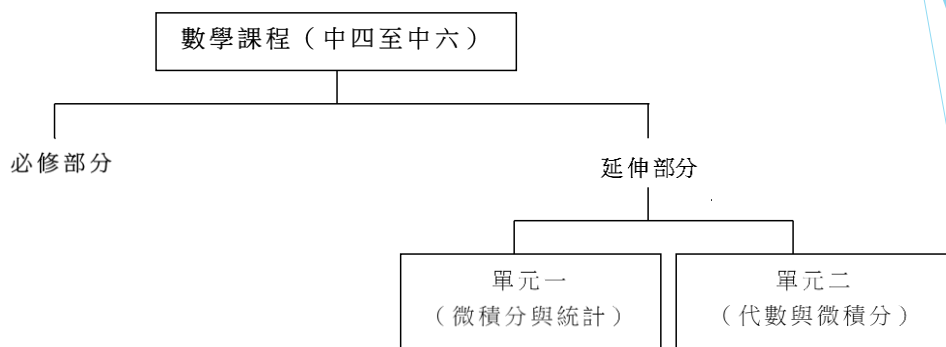 數學課程（中四至中六）
必修部分
延伸部分
單元一
（微積分與統計）
單元二
（代數與微積分）